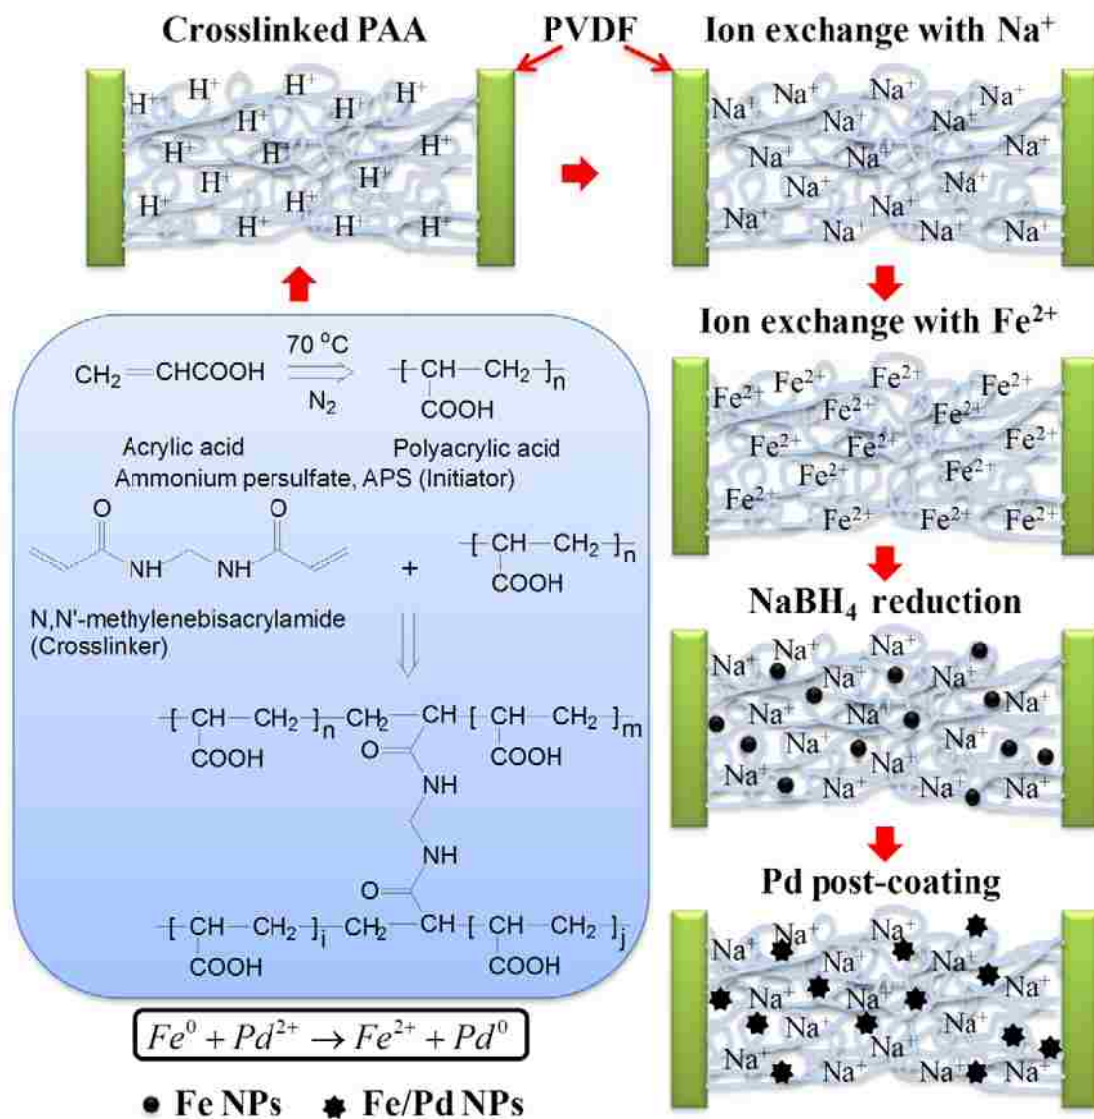 Crosslinked PAA
PVDF
Ion exchange with Na⁺
H⁺ H⁺ H⁺ H⁺ H⁺
H⁺ H⁺
H⁺ H⁺ H⁺
H⁺ H⁺
H⁺ H⁺ H⁺ H⁺ H⁺
Na⁺ Na⁺ Na⁺ Na⁺
Na⁺ Na⁺
Na⁺ Na⁺ Na⁺
Na⁺ Na⁺
Na⁺ Na⁺ Na⁺ Na⁺ Na⁺
Ion exchange with Fe²⁺
Fe²⁺ Fe²⁺ Fe²⁺ Fe²⁺
Fe²⁺ Fe²⁺
Fe²⁺ Fe²⁺ Fe²⁺
Fe²⁺ Fe²⁺
Fe²⁺ Fe²⁺ Fe²⁺ Fe²⁺
NaBH₄ reduction
Na⁺ Na⁺ Na⁺
Na⁺ Na⁺
Na⁺ Na⁺ Na⁺
Na⁺ Na⁺
Na⁺ Na⁺ Na⁺
Pd post-coating
Na⁺ Na⁺ Na⁺
Na⁺ Na⁺
Na⁺ Na⁺ Na⁺
Na⁺ Na⁺
Na⁺ Na⁺ Na⁺
CH₂ CHCOOH 70 °C N₂ -[CH—CH₂]n
COOH
Acrylic acid Polyacrylic acid
Ammonium persulfate, APS (Initiator)
O O
NH NH + -[CH—CH₂]n
COOH
N,N'-methylenebisacrylamide
(Crosslinker)
-[CH—CH₂]n CH₂ CH [CH—CH₂]m
COOH O COOH
NH
NH
O
-[CH—CH₂]i CH₂ CH [CH—CH₂]j
COOH COOH
Fe⁰ + Pd²⁺ → Fe²⁺ + Pd⁰
Fe NPs Fe/Pd NPs